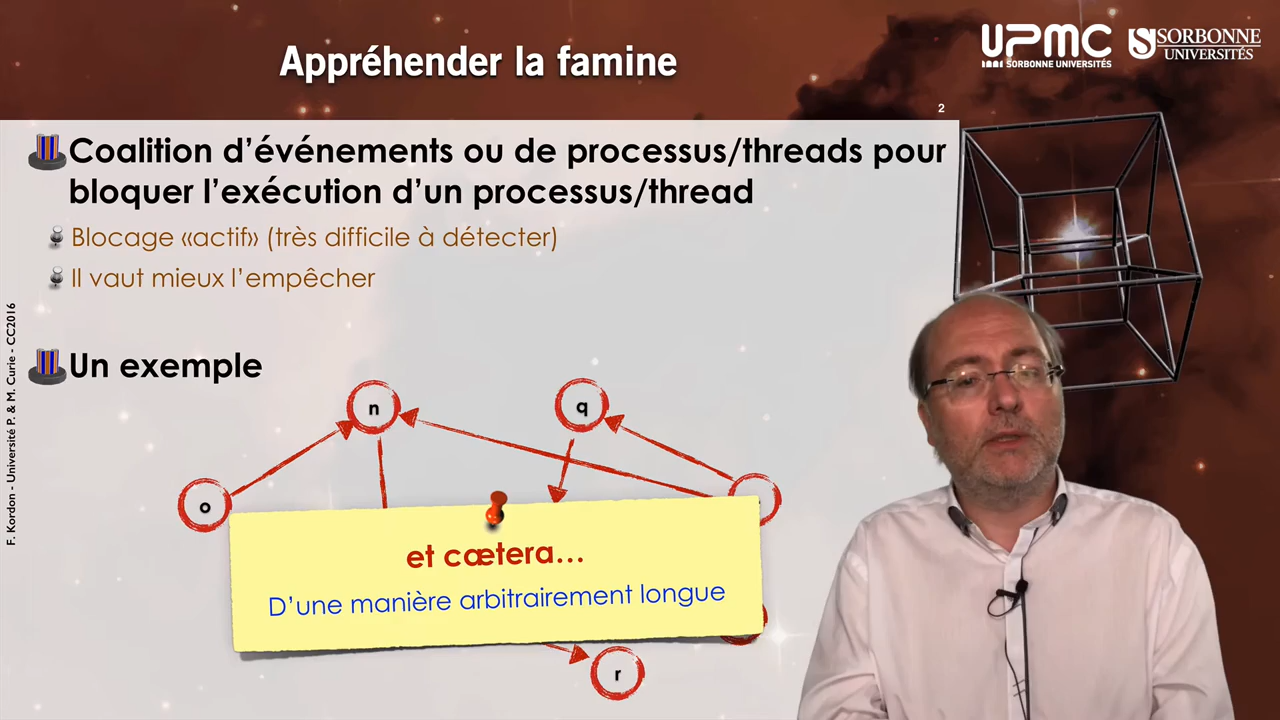 Appréhender la famine
UPMC
SORBONNE UNIVERSITÉS
SORBONNE
UNIVERSITÉS
2
Coalition d’événements ou de processus/threads pour
bloquer l’exécution d’un processus/thread
Blocage «actif» (très difficile à détecter)
Il vaut mieux l’empêcher
Un exemple
n
q
o
et cætera…
D’une manière arbitrairement longue
r
F. Kordon - Université P. & M. Curie - CC2016